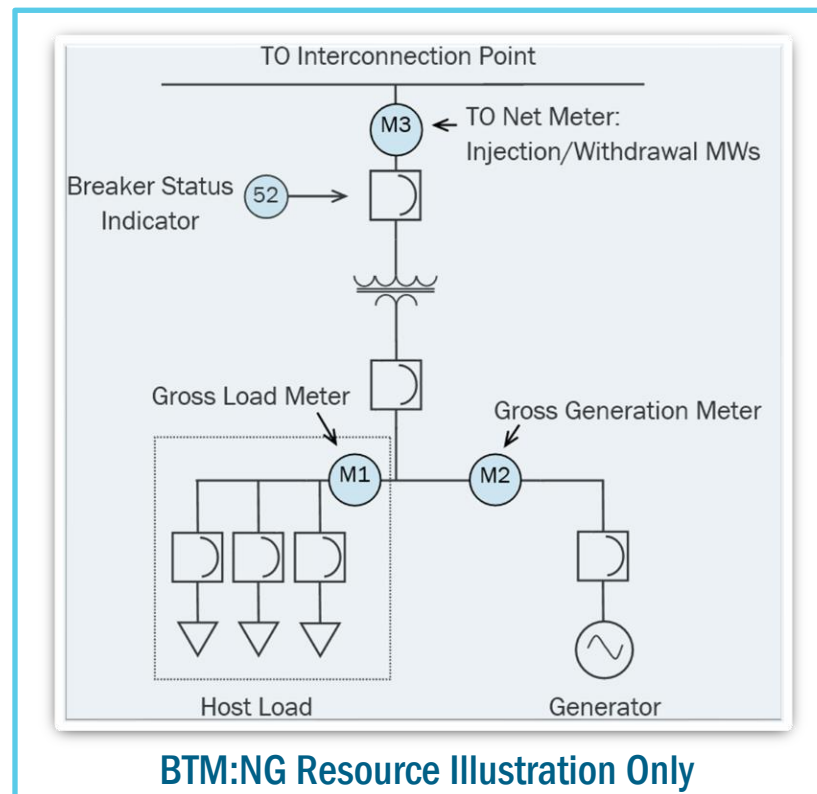 TO Interconnection Point
M3
TO Net Meter:
Injection/Withdrawal MWs
Breaker Status
Indicator
52
Gross Load Meter
Gross Generation Meter
M1
M2
Host Load
Generator
BTM:NG Resource Illustration Only